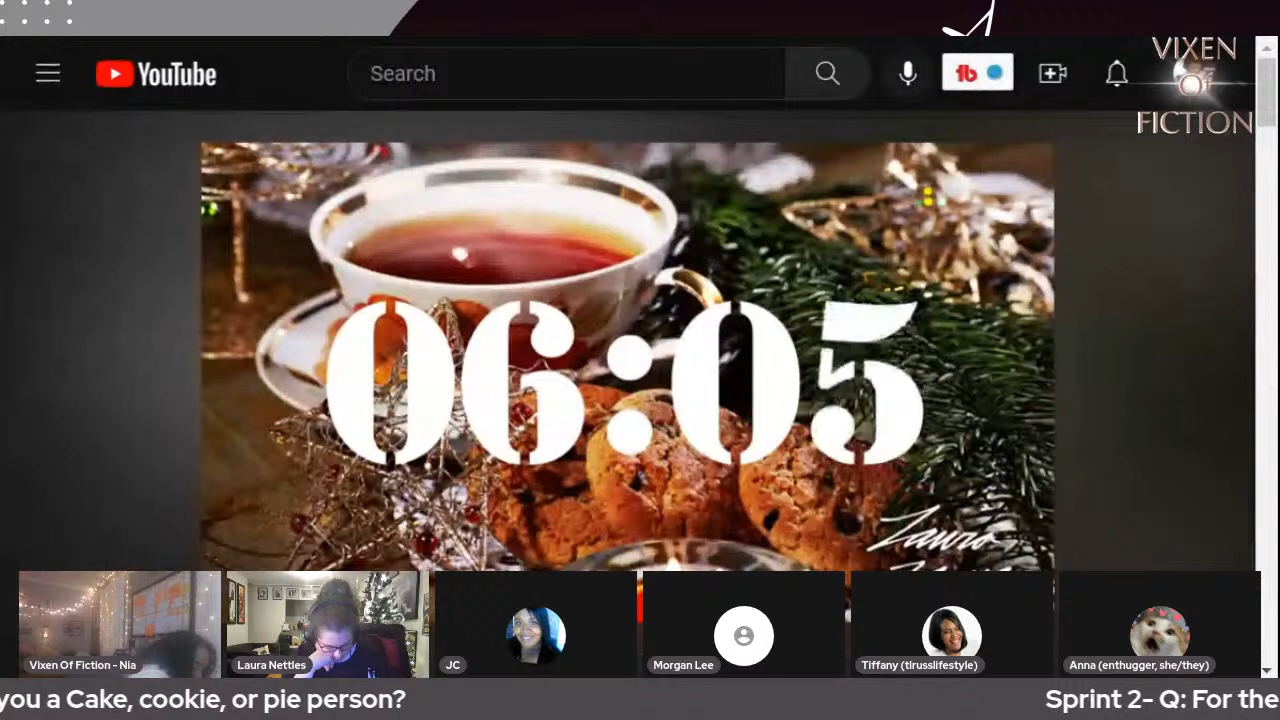 VIXEN
Of
FICTION
YouTube
Search
06:05
Vixen Of Fiction - Nia
Laura Nettles
JC
Morgan Lee
Tiffany (tlrusslifestyle)
Anna (enthugger, she/they)
you a Cake, cookie, or pie person?
Sprint 2- Q: For the